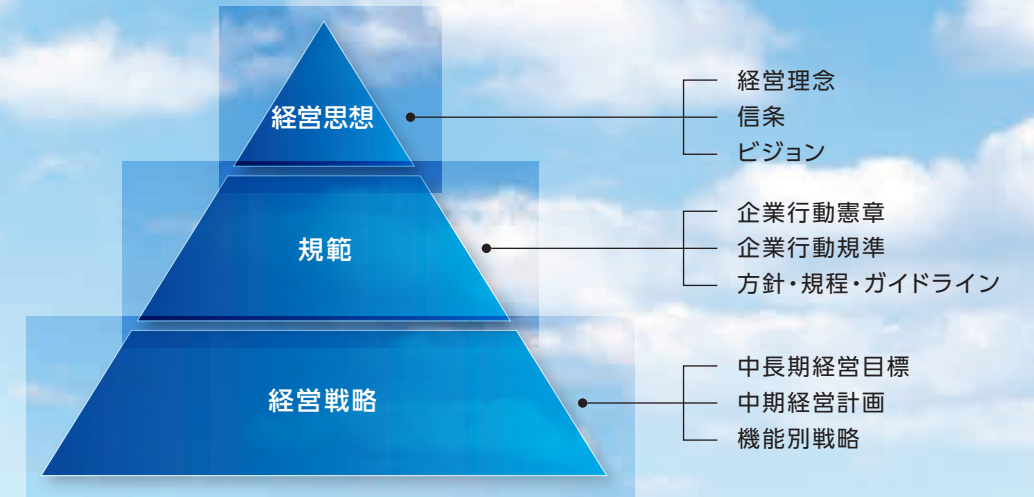 経営思想
経営理念
信条
ビジョン
規範
企業行動憲章
企業行動規準
方針・規程・ガイドライン
経営戦略
中長期経営目標
中期経営計画
機能別戦略